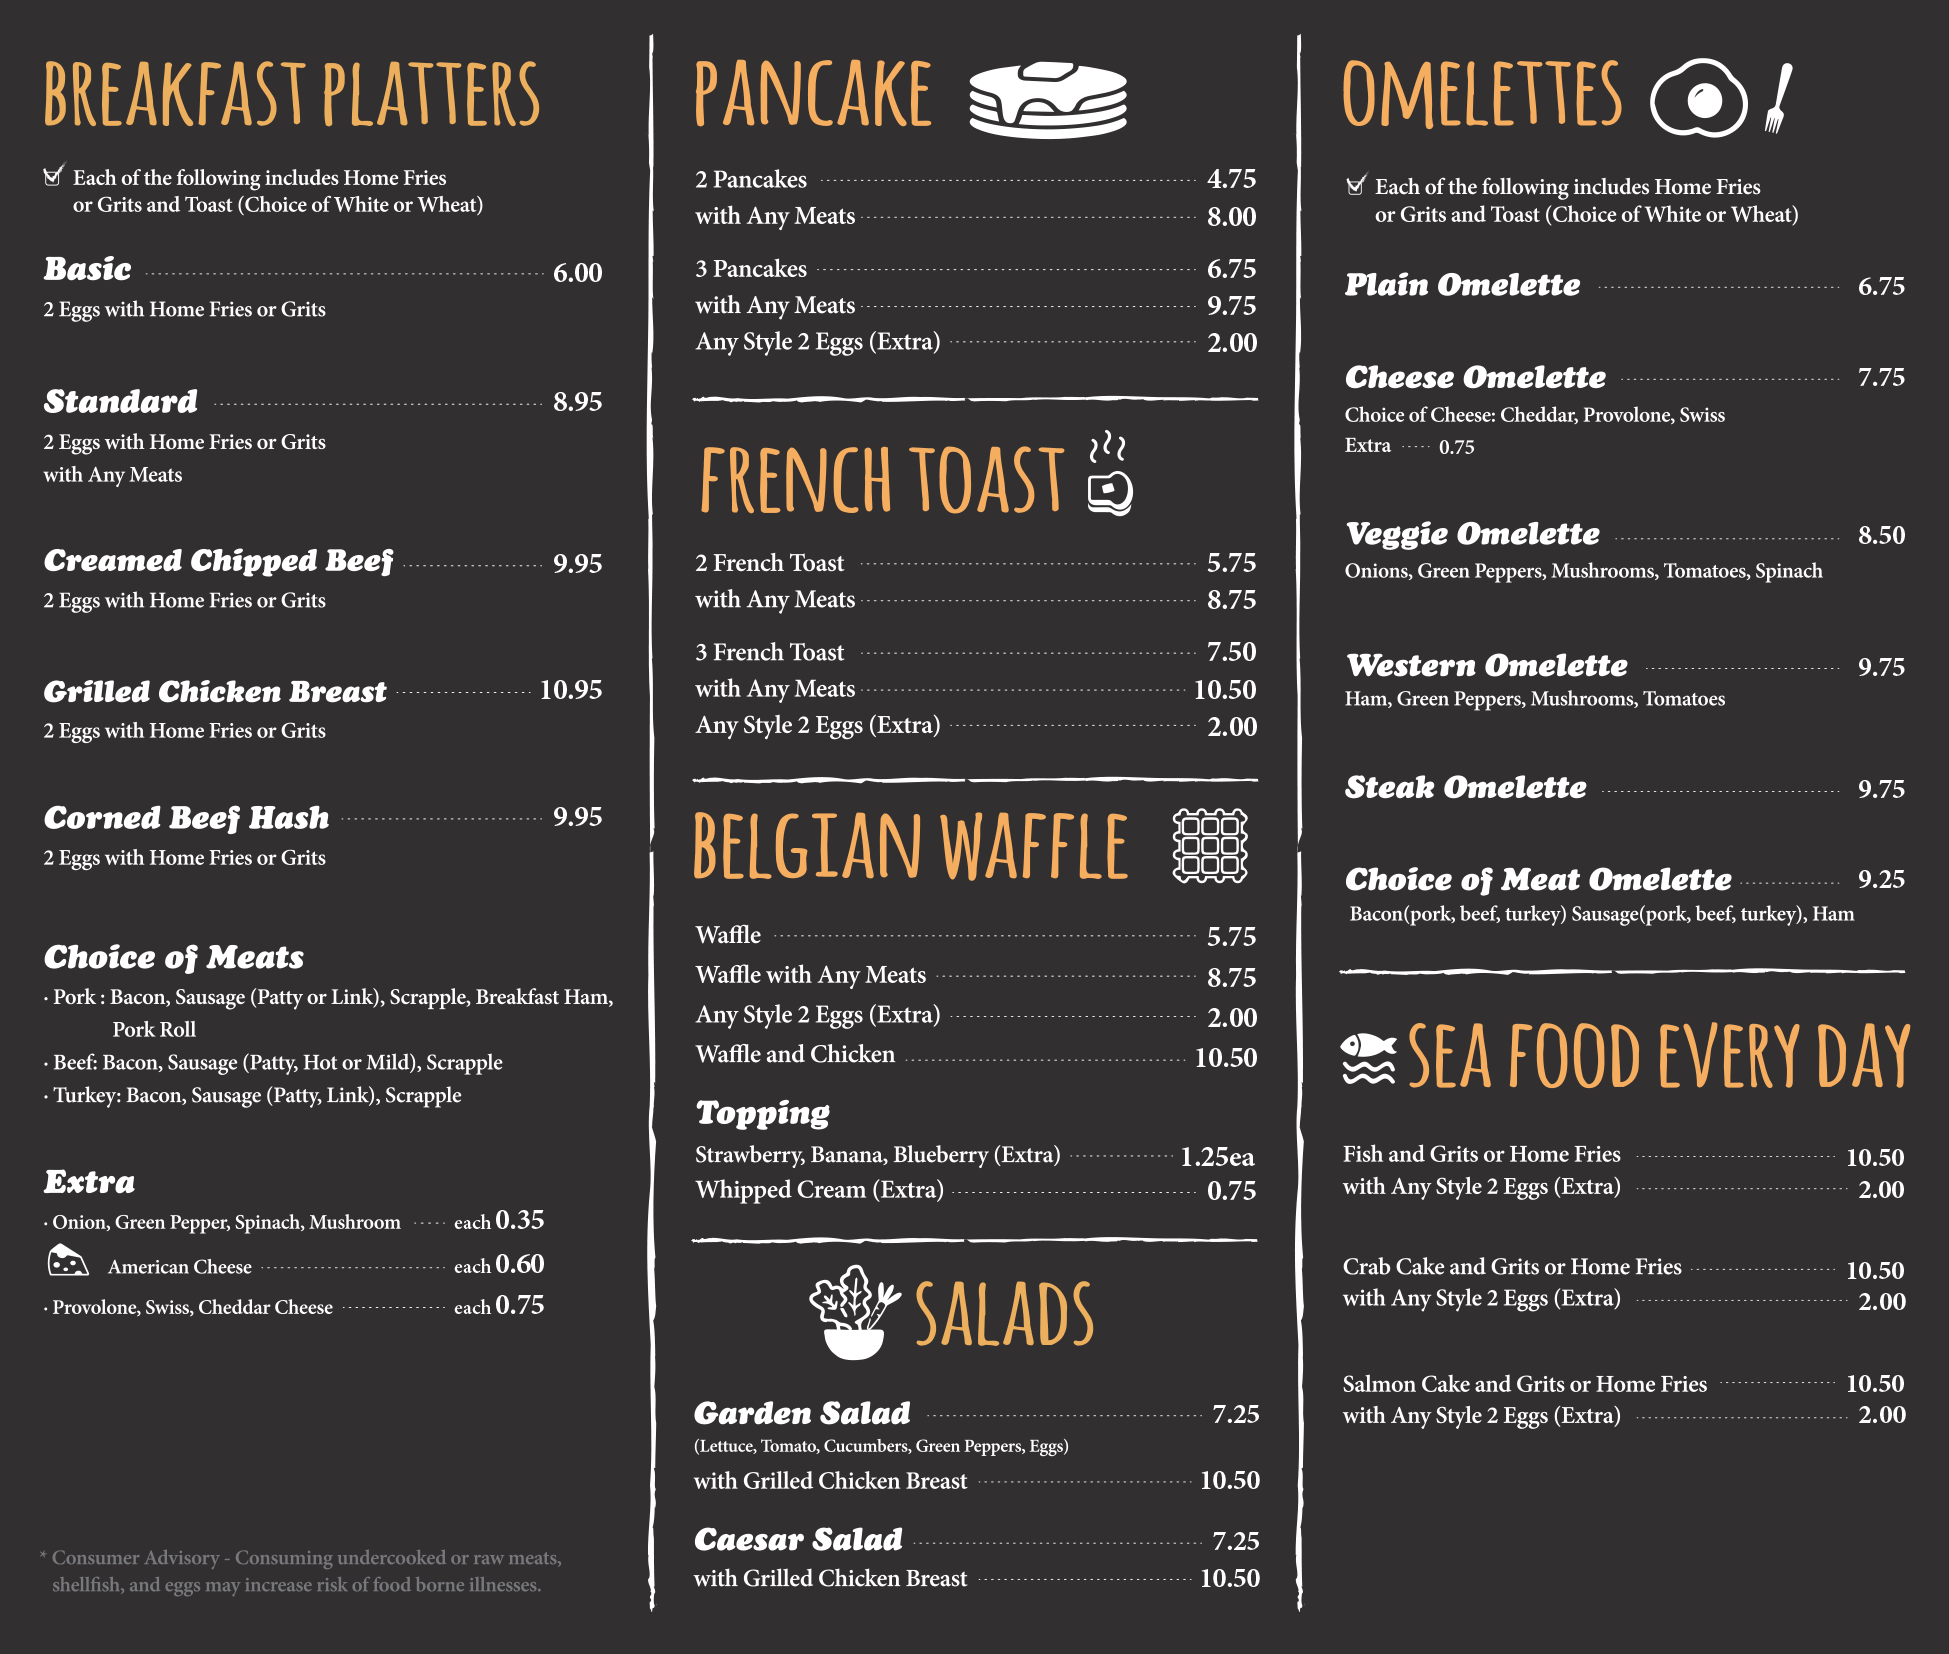 BREAKFAST PLATTERS
Each of the following includes Home Fries
or Grits and Toast (Choice of White or Wheat)
Basic 6.00
2 Eggs with Home Fries or Grits
Standard 8.95
2 Eggs with Home Fries or Grits
with Any Meats
Creamed Chipped Beef 9.95
2 Eggs with Home Fries or Grits
Grilled Chicken Breast 10.95
2 Eggs with Home Fries or Grits
Corned Beef Hash 9.95
2 Eggs with Home Fries or Grits
Choice of Meats
· Pork : Bacon, Sausage (Patty or Link), Scrapple, Breakfast Ham,
Pork Roll
· Beef: Bacon, Sausage (Patty, Hot or Mild), Scrapple
· Turkey: Bacon, Sausage (Patty, Link), Scrapple
Extra
· Onion, Green Pepper, Spinach, Mushroom ····· each 0.35
American Cheese each 0.60
· Provolone, Swiss, Cheddar Cheese each 0.75
* Consumer Advisory - Consuming undercooked or raw meats,
shellfish, and eggs may increase risk of food borne illnesses.
PANCAKE
2 Pancakes 4.75
with Any Meats 8.00
3 Pancakes 6.75
with Any Meats 9.75
Any Style 2 Eggs (Extra) 2.00
FRENCH TOAST
2 French Toast 5.75
with Any Meats 8.75
3 French Toast 7.50
with Any Meats 10.50
Any Style 2 Eggs (Extra) 2.00
BELGIAN WAFFLE
Waffle 5.75
Waffle with Any Meats 8.75
Any Style 2 Eggs (Extra) 2.00
Waffle and Chicken 10.50
Topping
Strawberry, Banana, Blueberry (Extra) 1.25ea
Whipped Cream (Extra) 0.75
SALADS
Garden Salad 7.25
(Lettuce, Tomato, Cucumbers, Green Peppers, Eggs)
with Grilled Chicken Breast 10.50
Caesar Salad 7.25
with Grilled Chicken Breast 10.50
OMELETTES
Each of the following includes Home Fries
or Grits and Toast (Choice of White or Wheat)
Plain Omelette 6.75
Cheese Omelette 7.75
Choice of Cheese: Cheddar, Provolone, Swiss
Extra ····· 0.75
Veggie Omelette 8.50
Onions, Green Peppers, Mushrooms, Tomatoes, Spinach
Western Omelette 9.75
Ham, Green Peppers, Mushrooms, Tomatoes
Steak Omelette 9.75
Choice of Meat Omelette 9.25
Bacon(pork, beef, turkey) Sausage(pork, beef, turkey), Ham
SEA FOOD EVERY DAY
Fish and Grits or Home Fries 10.50
with Any Style 2 Eggs (Extra) 2.00
Crab Cake and Grits or Home Fries 10.50
with Any Style 2 Eggs (Extra) 2.00
Salmon Cake and Grits or Home Fries 10.50
with Any Style 2 Eggs (Extra) 2.00